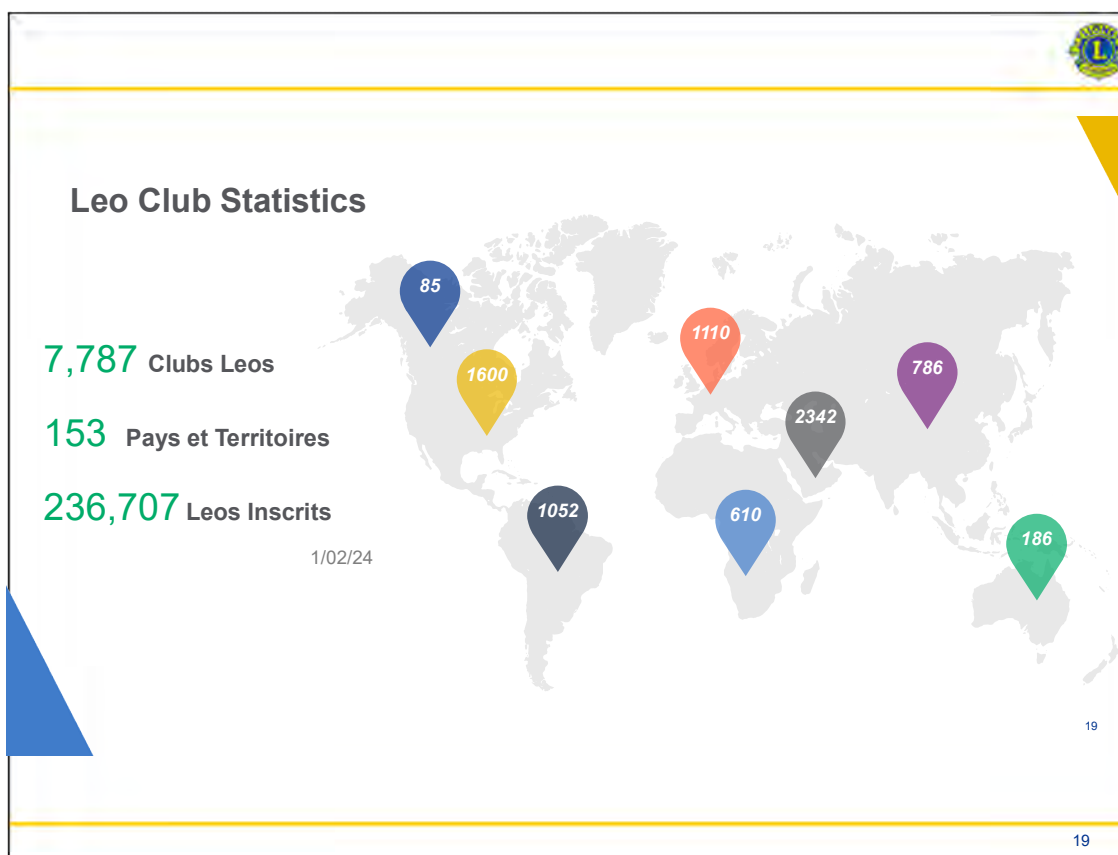 L
Leo Club Statistics
85
1110
7,787 Clubs Leos
1600
786
2342
153 Pays et Territoires
236,707 Leos Inscrits
1052
610
186
1/02/24
19
19